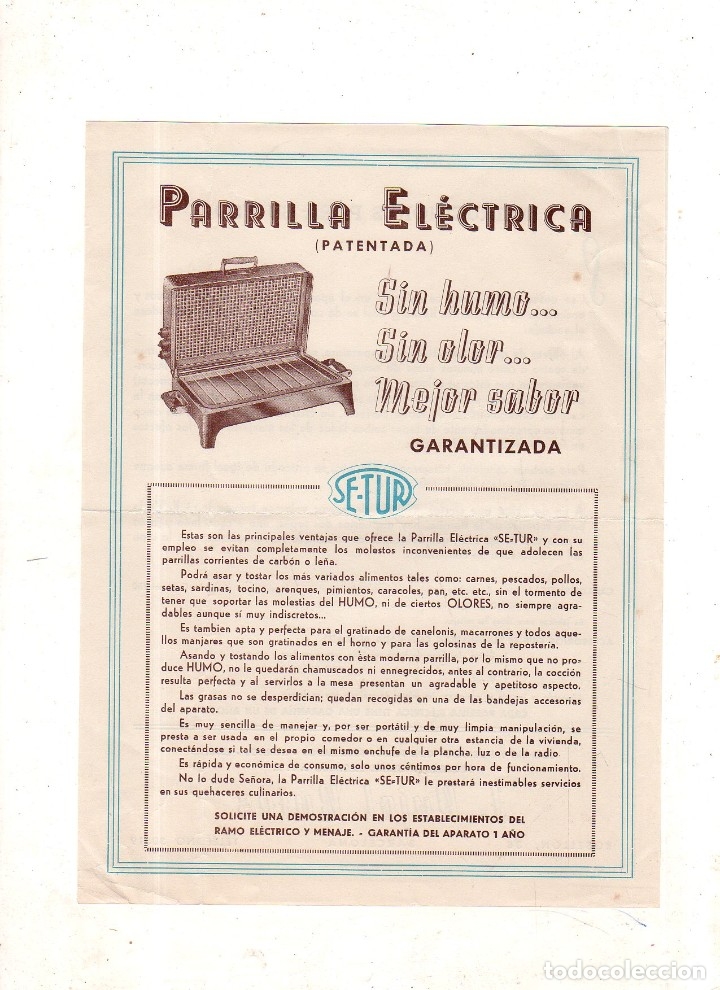 PARRILLA ELÉCTRICA
(PATENTADA)
Sin humo...
Sin olor...
Mejor sabor
GARANTIZADA
SE-TUR
Estas son las principales ventajas que ofrece la Parrilla Eléctrica «SE-TUR» y con su
empleo se evitan completamente los molestos inconvenientes de que adolecen las
parrillas corrientes de carbón o leña.
Podrá asar y tostar los más variados alimentos tales como: carnes, pescados, pollos,
setas, sardinas, tocino, arenques, pimientos, caracoles, pan, etc. etc., sin el tormento de
tener que soportar las molestias del HUMO, ni de ciertos OLORES, no siempre agra-
dables aunque sí muy indiscretos...
Es tambien apta y perfecta para el gratinado de canelonis, macarrones y todos aque-
llos manjares que son gratinados en el horno y para las golosinas de la repostería.
Asando y tostando los alimentos con ésta moderna parrilla, por lo mismo que no pro-
duce HUMO, no le quedarán chamuscados ni ennegrecidos, antes al contrario, la cocción
resulta perfecta y al servirlos a la mesa presentan un agradable y apetitoso aspecto.
Las grasas no se desperdician; quedan recogidas en una de las bandejas accesorias
del aparato.
Es muy sencilla de manejar y, por ser portátil y de muy limpia manipulación, se
presta a ser usada en el propio comedor o en cualquier otra estancia de la vivienda,
conectándose si tal se desea en el mismo enchufe de la plancha, luz o de la radio.
Es rápida y económica de consumo, solo unos céntimos por hora de funcionamiento.
No lo dude Señora, la Parrilla Eléctrica «SE-TUR» le prestará inestimables servicios
en sus quehaceres culinarios.
SOLICITE UNA DEMOSTRACIÓN EN LOS ESTABLECIMIENTOS DEL
RAMO ELÉCTRICO Y MENAJE. - GARANTÍA DEL APARATO 1 AÑO
todocoleccion